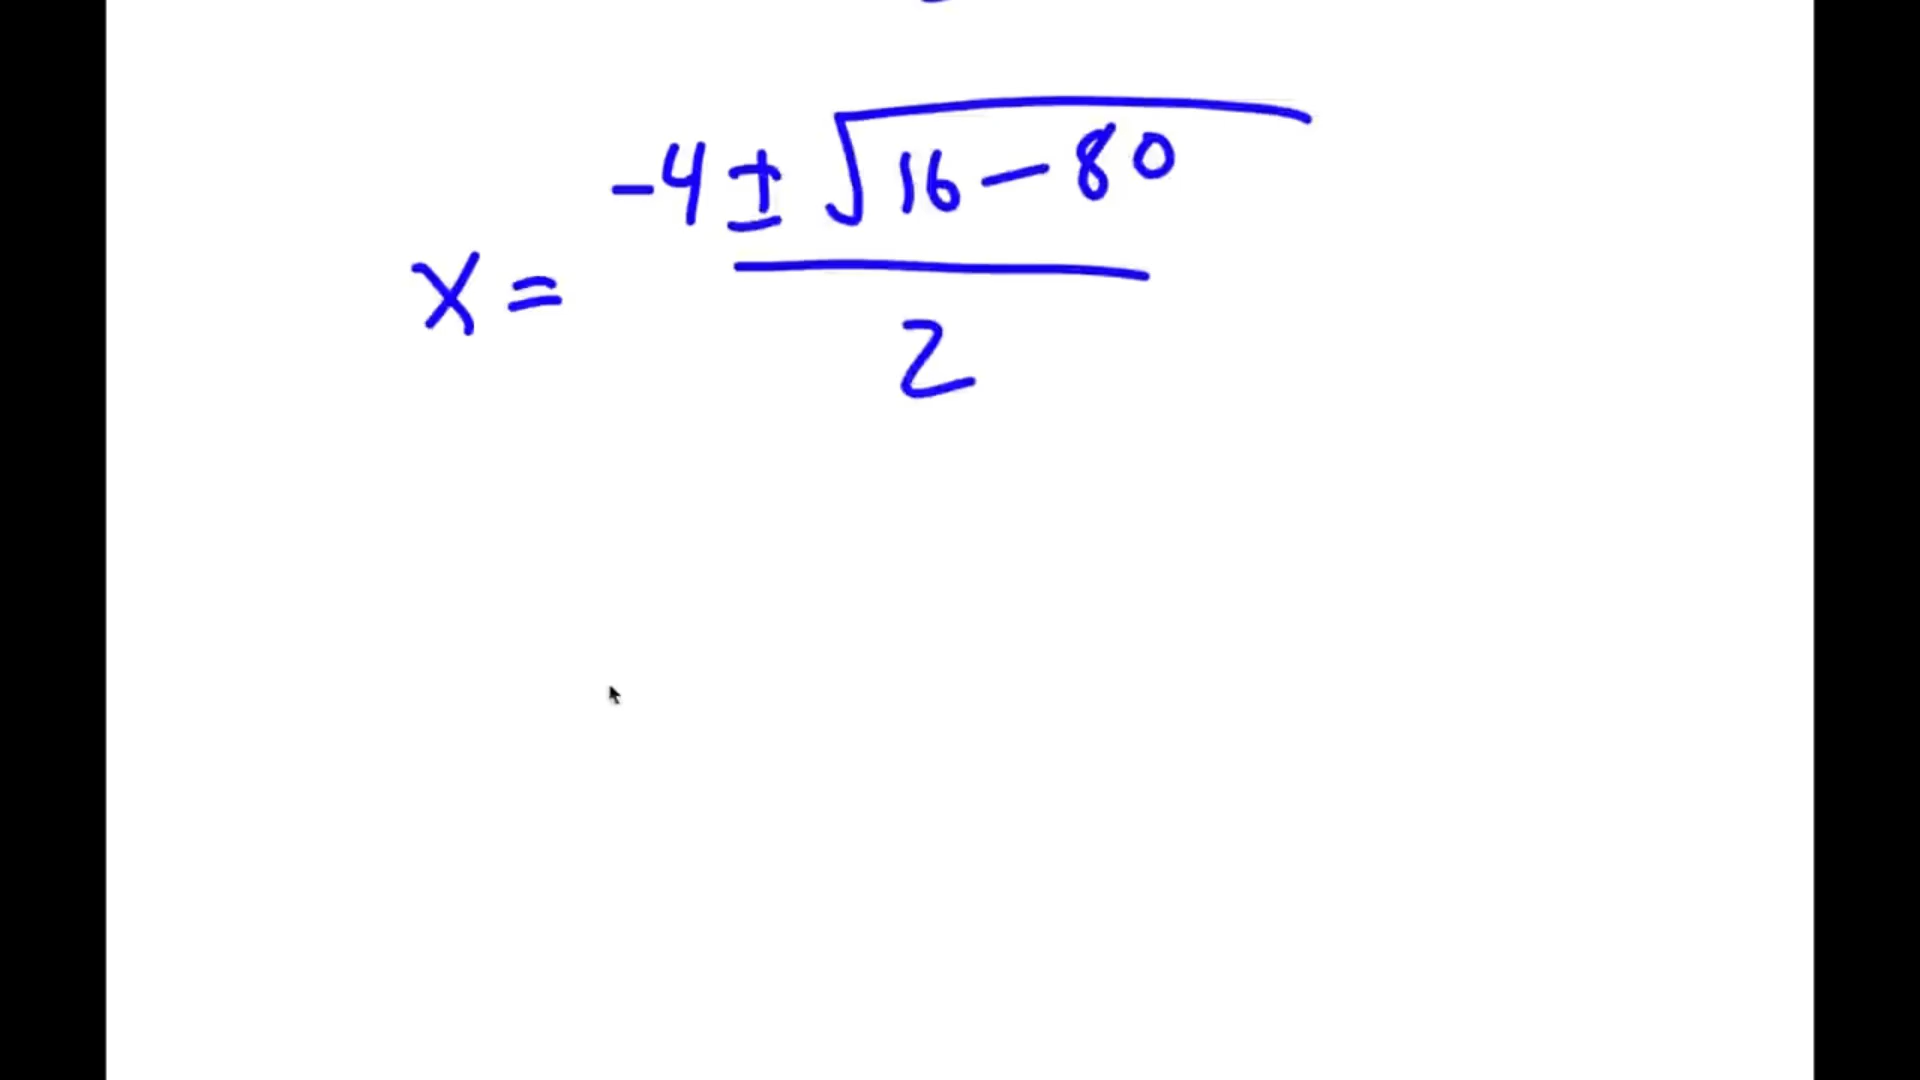 x = (-4 ± √(16 - 80)) / 2